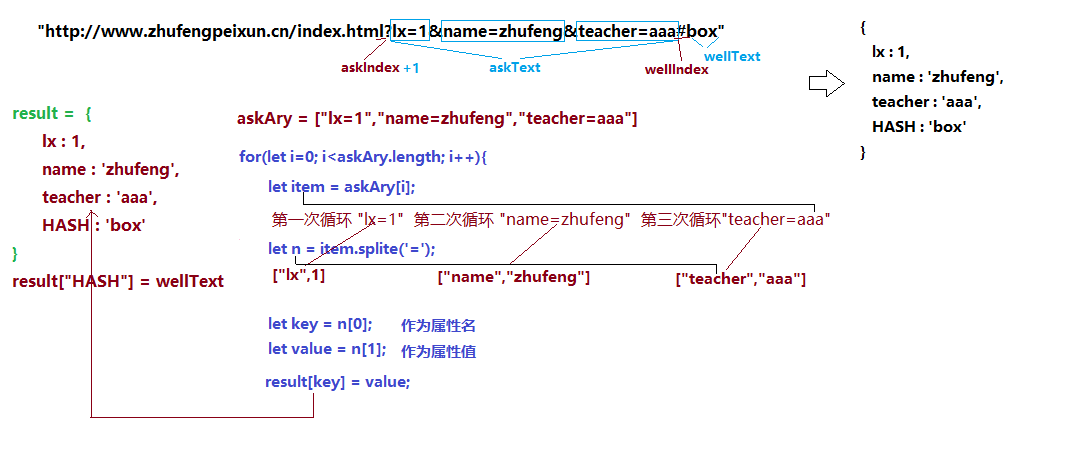 "http://www.zhufengpeixun.cn/index.html?lx=1&name=zhufeng&teacher=aaa#box"
askIndex +1
askText
wellIndex
wellText
{
lx : 1,
name : 'zhufeng',
teacher : 'aaa',
HASH : 'box'
}
result = {
lx : 1,
name : 'zhufeng',
teacher : 'aaa',
HASH : 'box'
}
result["HASH"] = wellText
askAry = ["lx=1","name=zhufeng","teacher=aaa"]
for(let i=0; i<askAry.length; i++){
let item = askAry[i];
第一次循环 "lx=1" 第二次循环 "name=zhufeng" 第三次循环"teacher=aaa"
let n = item.splite('=');
["lx",1] ["name","zhufeng"] ["teacher","aaa"]
let key = n[0]; 作为属性名
let value = n[1]; 作为属性值
result[key] = value;